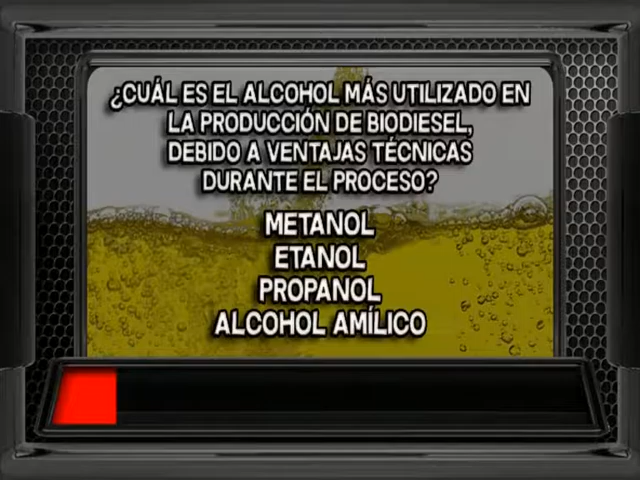 ¿CUÁL ES EL ALCOHOL MÁS UTILIZADO EN
LA PRODUCCIÓN DE BIODIESEL,
DEBIDO A VENTAJAS TÉCNICAS
DURANTE EL PROCESO?
METANOL
ETANOL
PROPANOL
ALCOHOL AMÍLICO